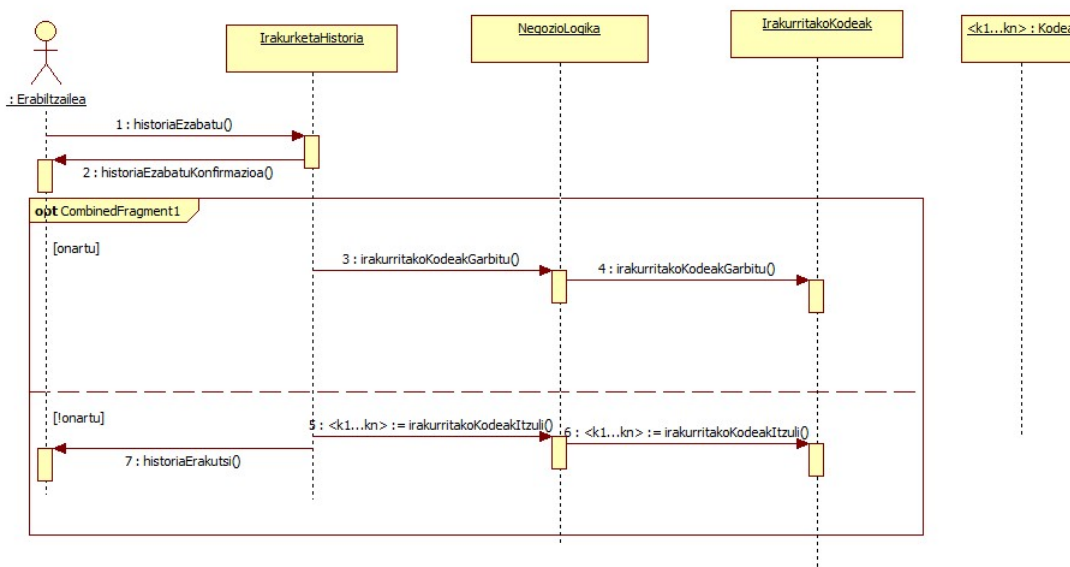 IrakurketaHistoria
NegozioLogika
IrakurritakoKodeak
<k1...kn> : Kodea
: Erabiltzailea
1 : historiaEzabatu()
2 : historiaEzabatuKonfirmazioa()
opt CombinedFragment1
[onartu]
3 : irakurritakoKodeakGarbitu()
4 : irakurritakoKodeakGarbitu()
[!onartu]
5 : <k1...kn> := irakurritakoKodeakItzuli()
6 : <k1...kn> := irakurritakoKodeakItzuli()
7 : historiaErakutsi()